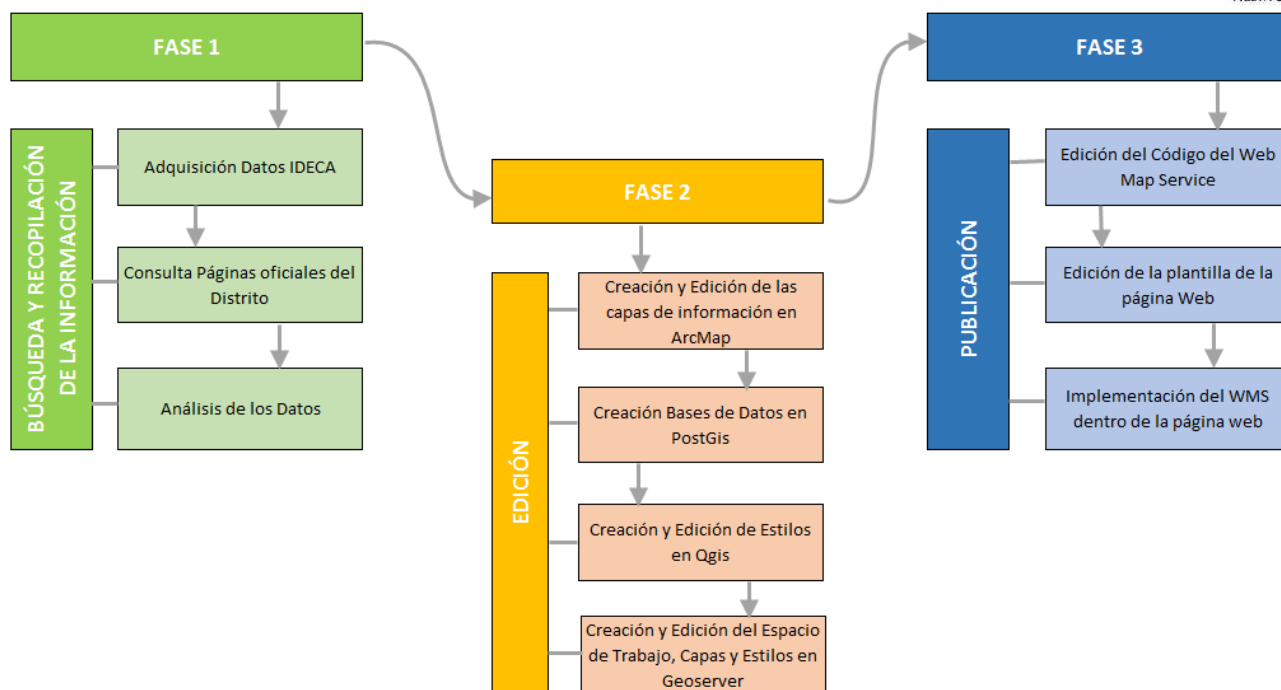 FASE 1
BÚSQUEDA Y RECOPILACIÓN
DE LA INFORMACIÓN
Adquisición Datos IDECA
Consulta Páginas oficiales del
Distrito
Análisis de los Datos
FASE 2
EDICIÓN
Creación y Edición de las
capas de información en
ArcMap
Creación Bases de Datos en
PostGis
Creación y Edición de Estilos
en Qgis
Creación y Edición del Espacio
de Trabajo, Capas y Estilos en
Geoserver
FASE 3
PUBLICACIÓN
Edición del Código del Web
Map Service
Edición de la plantilla de la
página Web
Implementación del WMS
dentro de la página web